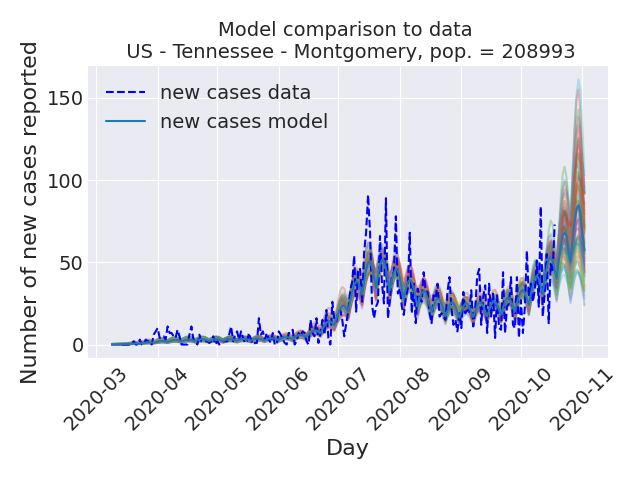 Model comparison to data
US - Tennessee - Montgomery, pop. = 208993
Number of new cases reported
150
100
50
0
new cases data
new cases model
2020-03
2020-04
2020-05
2020-06
2020-07
2020-08
2020-09
2020-10
2020-11
Day